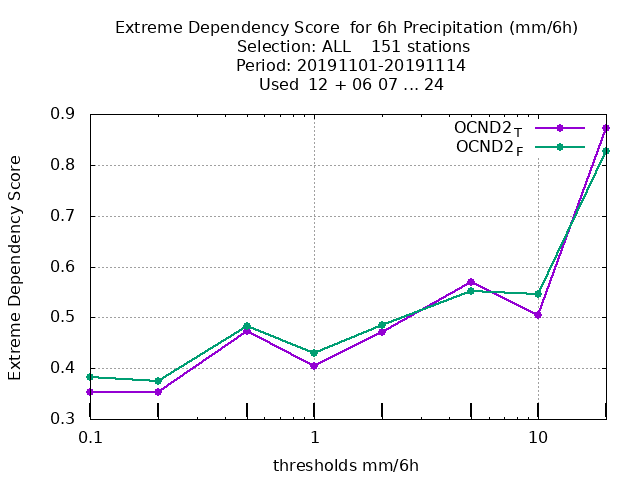 Extreme Dependency Score  for 6h Precipitation (mm/6h)
Selection: ALL    151 stations
Period: 20191101-20191114
Used  12 + 06 07 ... 24
OCND2_T
OCND2_F
Extreme Dependency Score
0.9
0.8
0.7
0.6
0.5
0.4
0.3
0.1
1
10
thresholds mm/6h